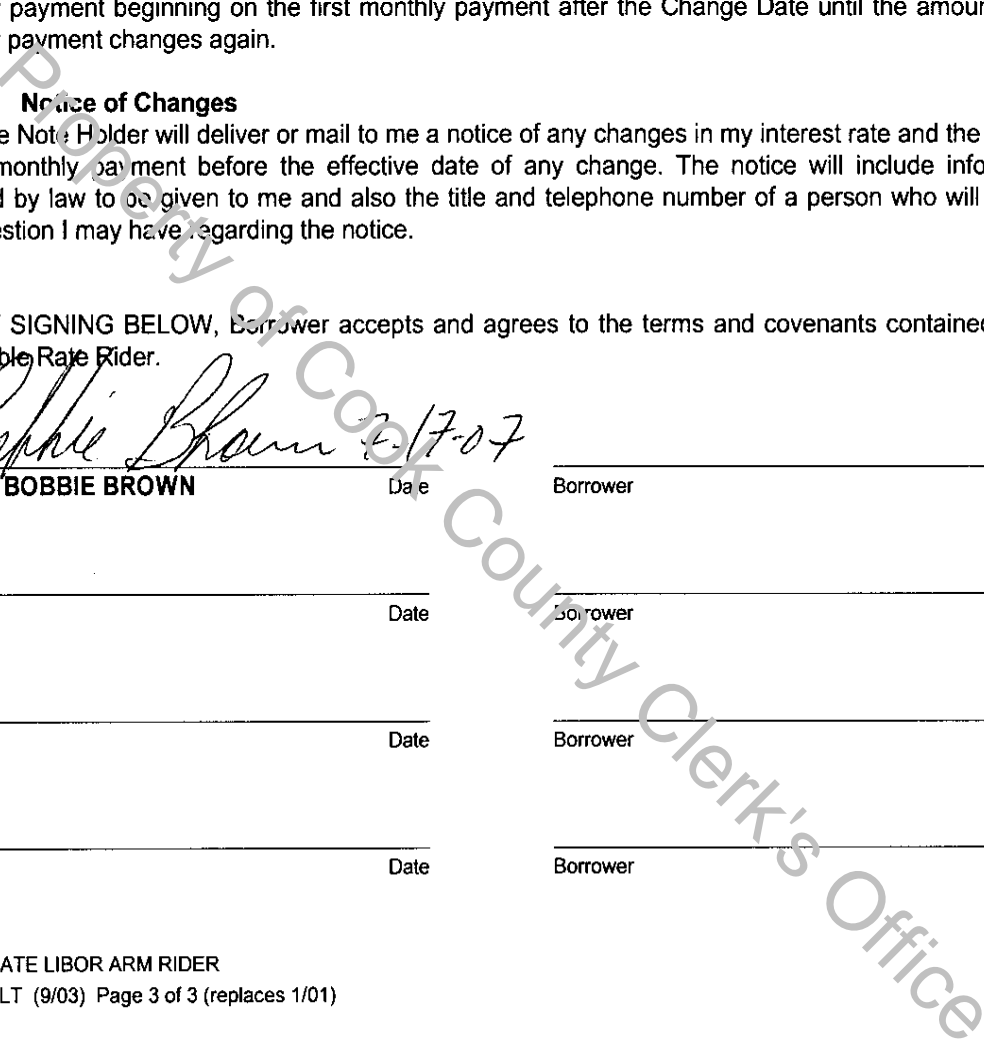 payment beginning on the first monthly payment after the Change Date until the amoun
payment changes again.
Notice of Changes
e Note Holder will deliver or mail to me a notice of any changes in my interest rate and the
monthly payment before the effective date of any change. The notice will include info
d by law to be given to me and also the title and telephone number of a person who will
estion I may have regarding the notice.
SIGNING BELOW, Borrower accepts and agrees to the terms and covenants contained
ble Rate Rider.
Bobbie Brown 2-17-07
BOBBIE BROWN Date Borrower
Date Borrower
Date Borrower
Date Borrower
ATE LIBOR ARM RIDER
LT (9/03) Page 3 of 3 (replaces 1/01)
Property of Cook County Clerk's Office